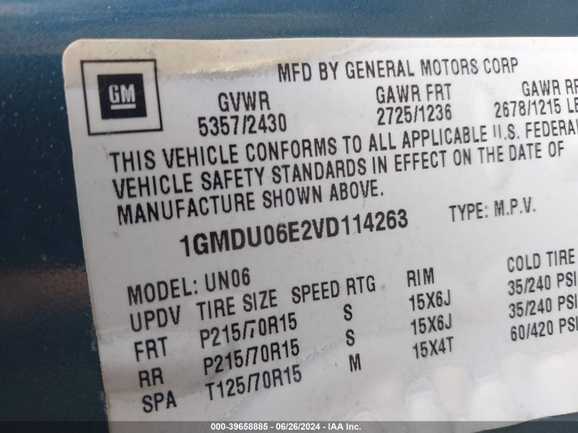 MFD BY GENERAL MOTORS CORP
GM
GVWR GAWR FRT GAWR RR
5357/2430 2725/1236 2678/1215
THIS VEHICLE CONFORMS TO ALL APPLICABLE U.S. FEDERAL
VEHICLE SAFETY STANDARDS IN EFFECT ON THE DATE OF
MANUFACTURE SHOWN ABOVE.
1GMDU06E2VD114263 TYPE: M.P.V.
MODEL: UN06
UPDV TIRE SIZE SPEED RTG RIM COLD TIRE
FRT P215/70R15 S 15X6J 35/240 PSI
RR P215/70R15 S 15X6J 35/240 PSI
SPA T125/70R15 M 15X4T 60/420 PSI
000-39658885 - 06/26/2024 - IAA, Inc.